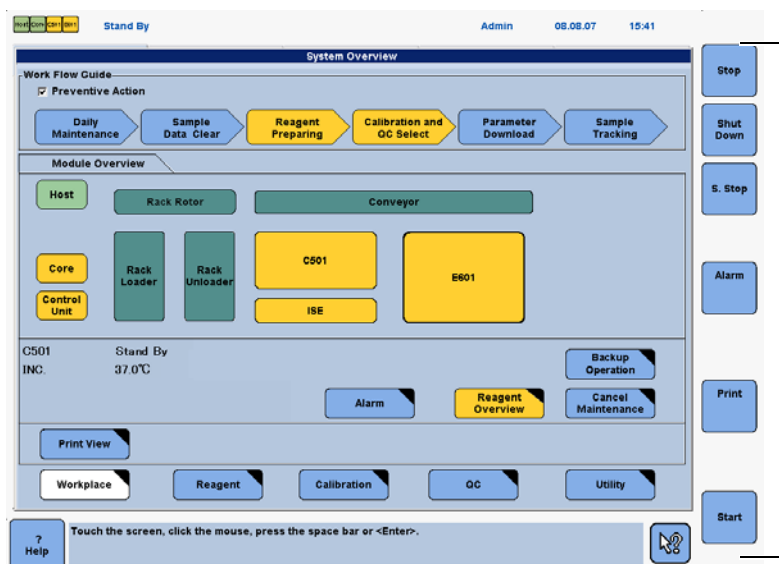 Host Core C501 E601
Stand By Admin 08.08.07 15:41
System Overview
Work Flow Guide
Preventive Action
Daily Maintenance
Sample Data Clear
Reagent Preparing
Calibration and QC Select
Parameter Download
Sample Tracking
Module Overview
Host
Rack Rotor
Conveyor
Core
Control Unit
Rack Loader
Rack Unloader
C501
ISE
E601
C501 Stand By
INC. 37.0°C
Backup Operation
Alarm
Reagent Overview
Cancel Maintenance
Print View
Workplace
Reagent
Calibration
QC
Utility
Stop
Shut Down
S. Stop
Alarm
Print
Start
? Help
Touch the screen, click the mouse, press the space bar or <Enter>.
?